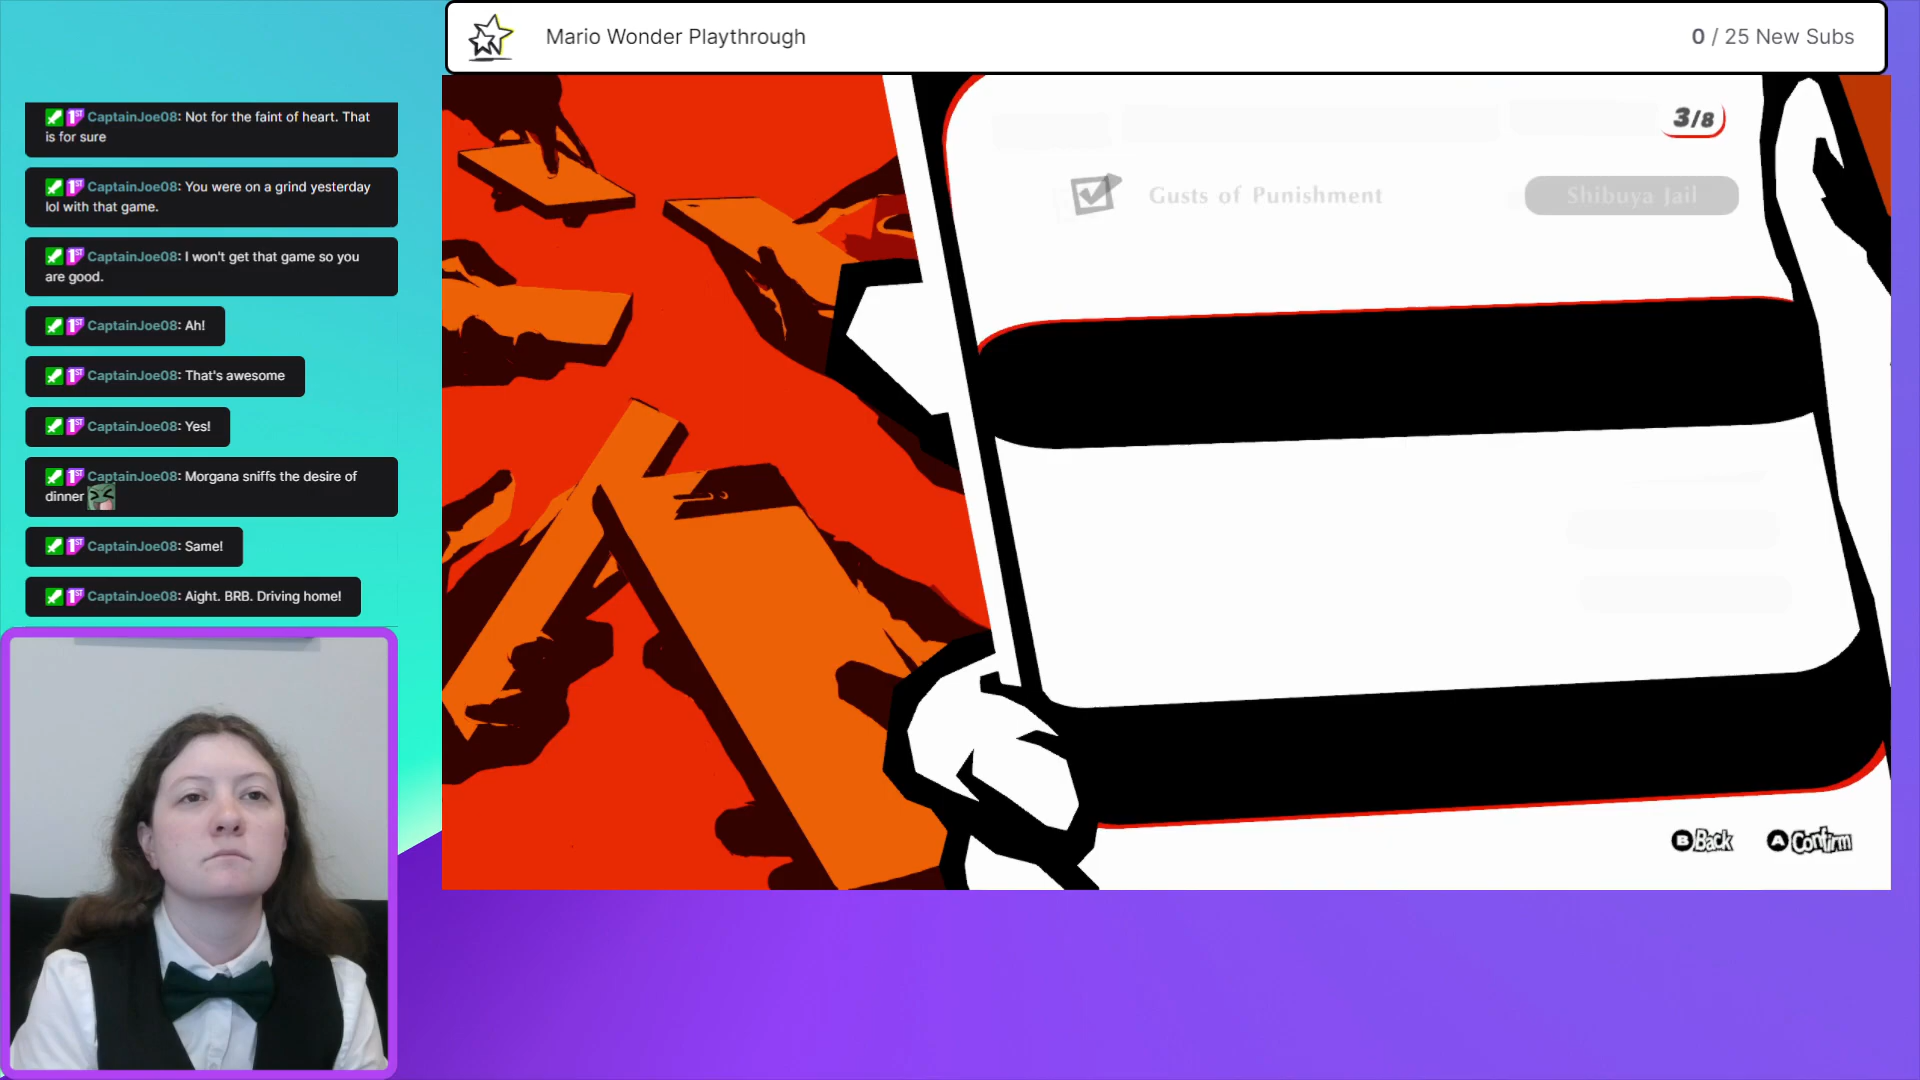 Mario Wonder Playthrough
0 / 25 New Subs
CaptainJoe08: Not for the faint of heart. That
is for sure
CaptainJoe08: You were on a grind yesterday
lol with that game.
CaptainJoe08: I won't get that game so you
are good.
CaptainJoe08: Ah!
CaptainJoe08: That's awesome
CaptainJoe08: Yes!
CaptainJoe08: Morgana sniffs the desire of
dinner
CaptainJoe08: Same!
CaptainJoe08: Aight. BRB. Driving home!
3/8
Gusts of Punishment
Shibuya Jail
B Back
A Confirm